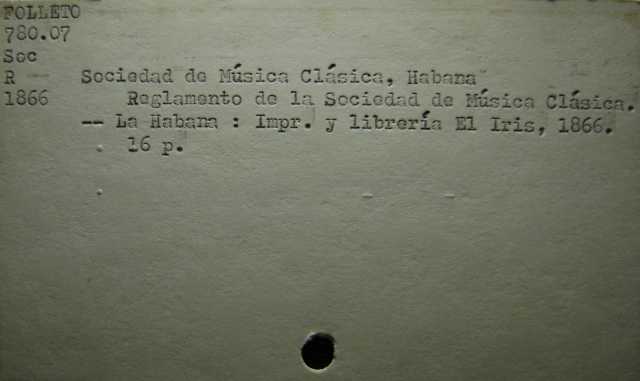 FOLLETO
780.07
Soc
R Sociedad de Música Clásica, Habana
1866 Reglamento de la Sociedad de Música Clásica.
-- La Habana : Impr. y librería El Iris, 1866.
16 p.